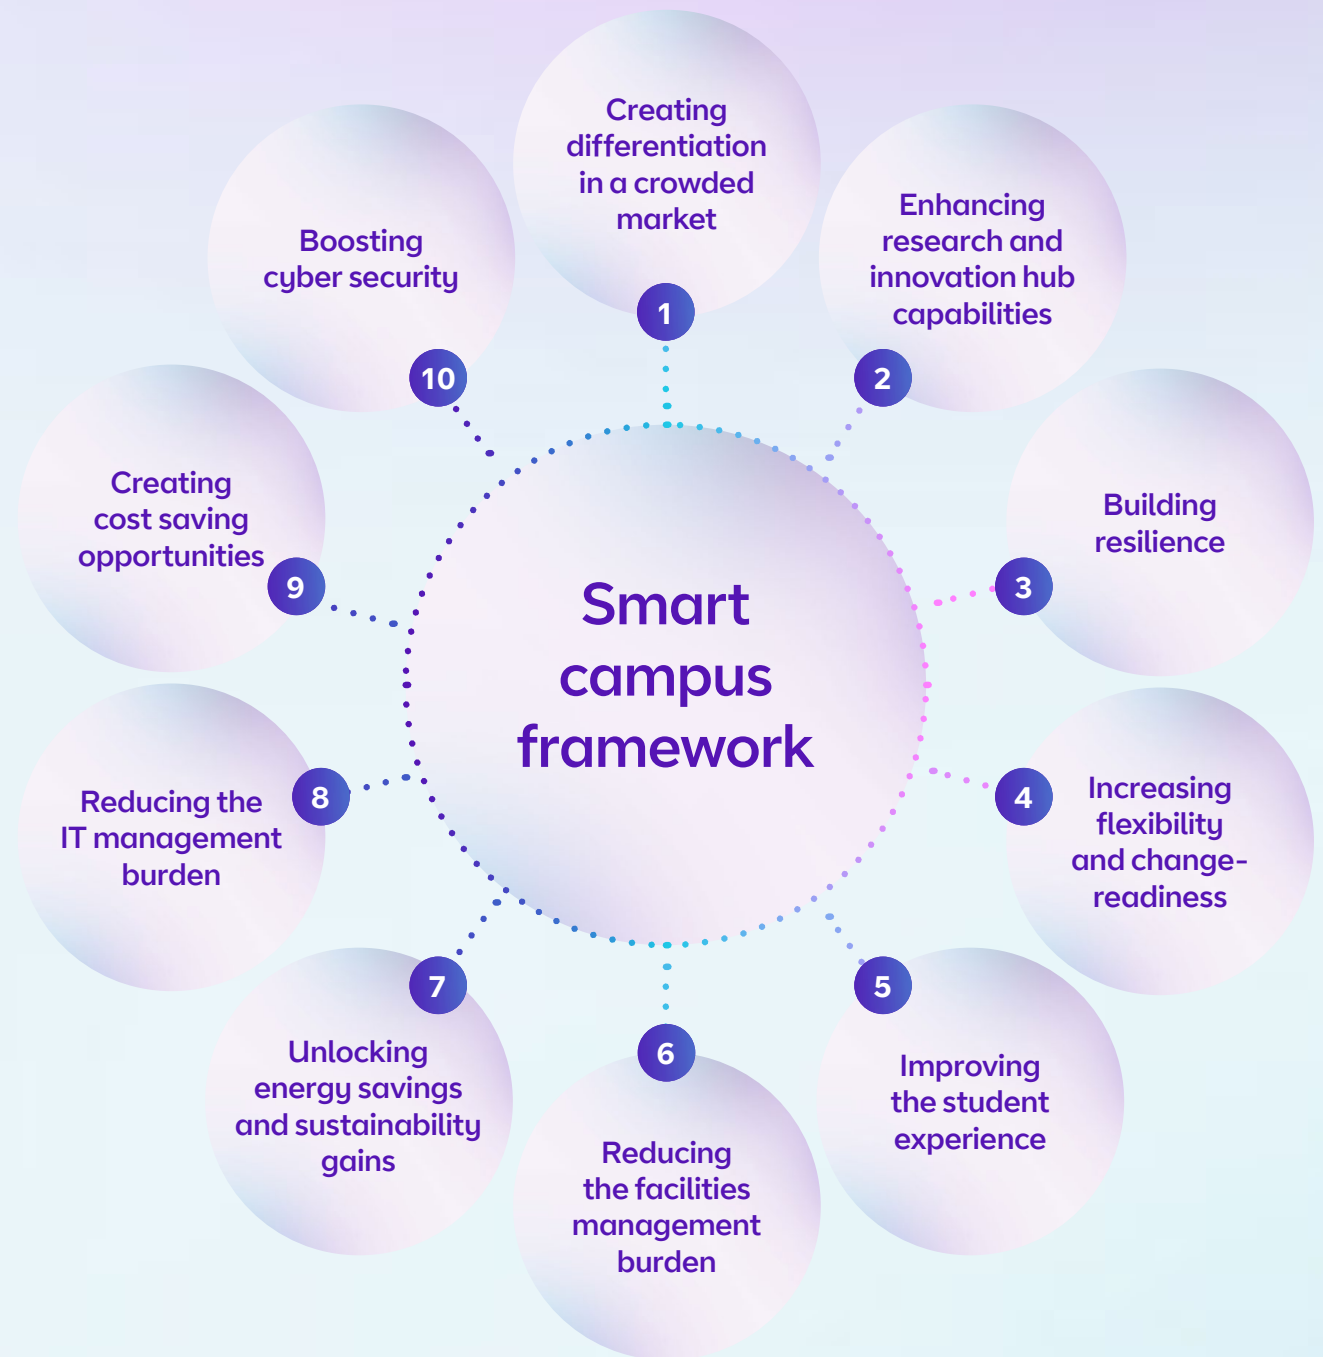 Smart
campus
framework
1
Creating
differentiation
in a crowded
market
2
Enhancing
research and
innovation hub
capabilities
3
Building
resilience
4
Increasing
flexibility
and change-
readiness
5
Improving
the student
experience
6
Reducing
the facilities
management
burden
7
Unlocking
energy savings
and sustainability
gains
8
Reducing the
IT management
burden
9
Creating
cost saving
opportunities
10
Boosting
cyber security